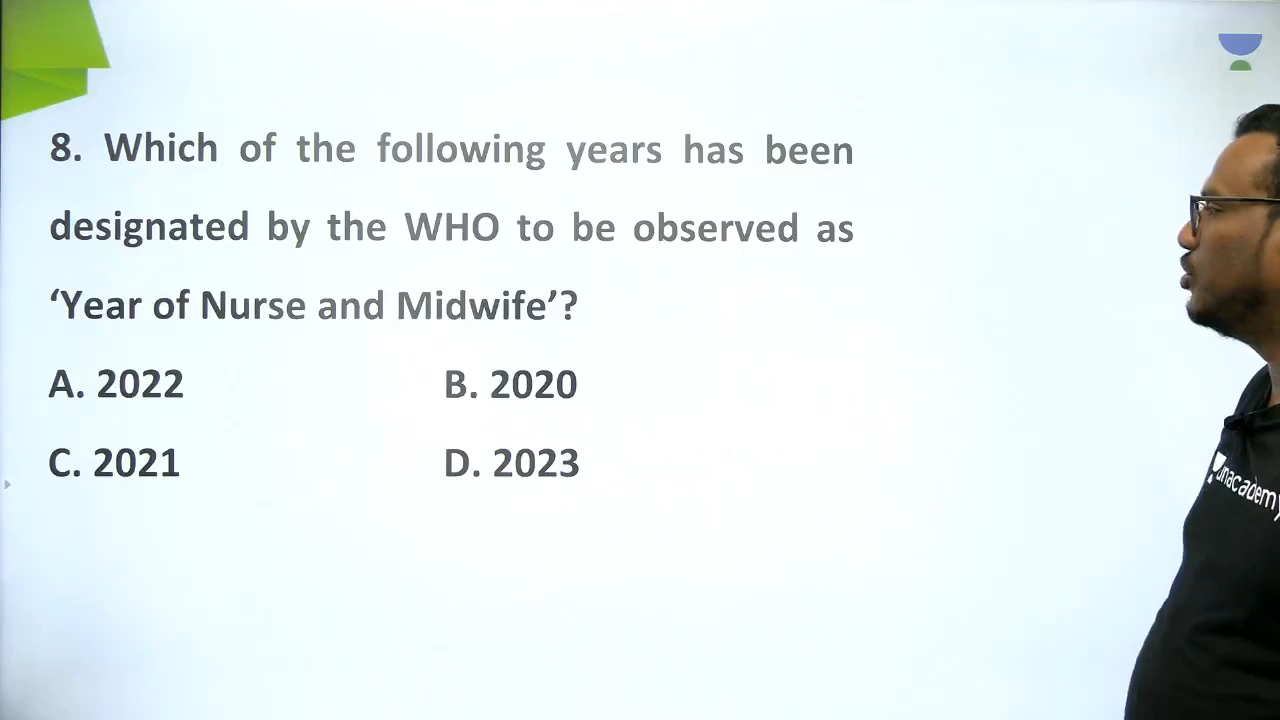 8. Which of the following years has been
designated by the WHO to be observed as
‘Year of Nurse and Midwife’?
A. 2022 B. 2020
C. 2021 D. 2023
unacademy